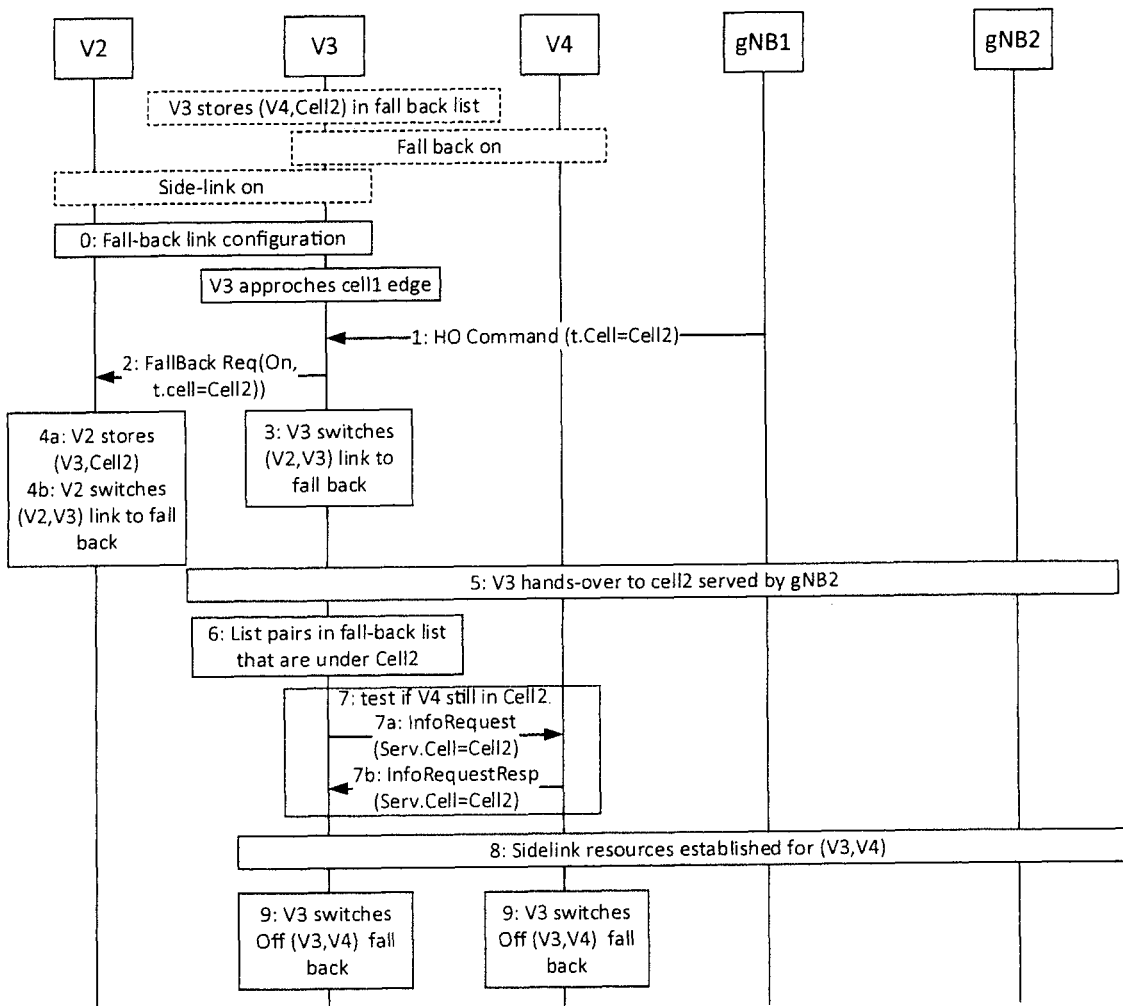 V2
V3
V4
gNB1
gNB2
V3 stores (V4,Cell2) in fall back list
Fall back on
Side-link on
0: Fall-back link configuration
V3 approches cell1 edge
1: HO Command (t.Cell=Cell2)
2: FallBack Req(On,
t.cell=Cell2))
4a: V2 stores
(V3,Cell2)
4b: V2 switches
(V2,V3) link to fall
back
3: V3 switches
(V2,V3) link to
fall back
5: V3 hands-over to cell2 served by gNB2
6: List pairs in fall-back list
that are under Cell2
7: test if V4 still in Cell2.
7a: InfoRequest
(Serv.Cell=Cell2)
7b: InfoRequestResp
(Serv.Cell=Cell2)
8: Sidelink resources established for (V3,V4)
9: V3 switches
Off (V3,V4) fall
back
9: V3 switches
Off (V3,V4) fall
back